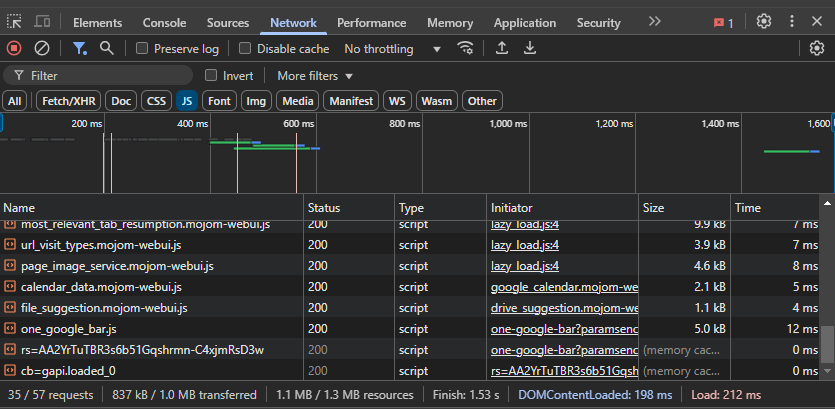 Elements Console Sources Network Performance Memory Application Security 1
Preserve log Disable cache No throttling
Filter Invert More filters
All Fetch/XHR Doc CSS JS Font Img Media Manifest WS Wasm Other
200 ms 400 ms 600 ms 800 ms 1,000 ms 1,200 ms 1,400 ms 1,600
Name Status Type Initiator Size Time
most_relevant_tab_resumption.mojom-webui.js 200 script lazy_load.js:4 9.9 kB 7 ms
url_visit_types.mojom-webui.js 200 script lazy_load.js:4 3.9 kB 7 ms
page_image_service.mojom-webui.js 200 script lazy_load.js:4 4.6 kB 8 ms
calendar_data.mojom-webui.js 200 script google_calendar.mojom-we 2.1 kB 5 ms
file_suggestion.mojom-webui.js 200 script drive_suggestion.mojom-we 1.1 kB 4 ms
one_google_bar.js 200 script one-google-bar?paramsenc 5.0 kB 12 ms
rs=AA2YrTuTBR3s6b51Gqshrmn-C4xjmRsD3w 200 script one-google-bar?paramsenc (memory cac... 0 ms
cb=gapi.loaded_0 200 script rs=AA2YrTuTBR3s6b51Gqsh (memory cac... 0 ms
35 / 57 requests 837 kB / 1.0 MB transferred 1.1 MB / 1.3 MB resources Finish: 1.53 s DOMContentLoaded: 198 ms Load: 212 ms